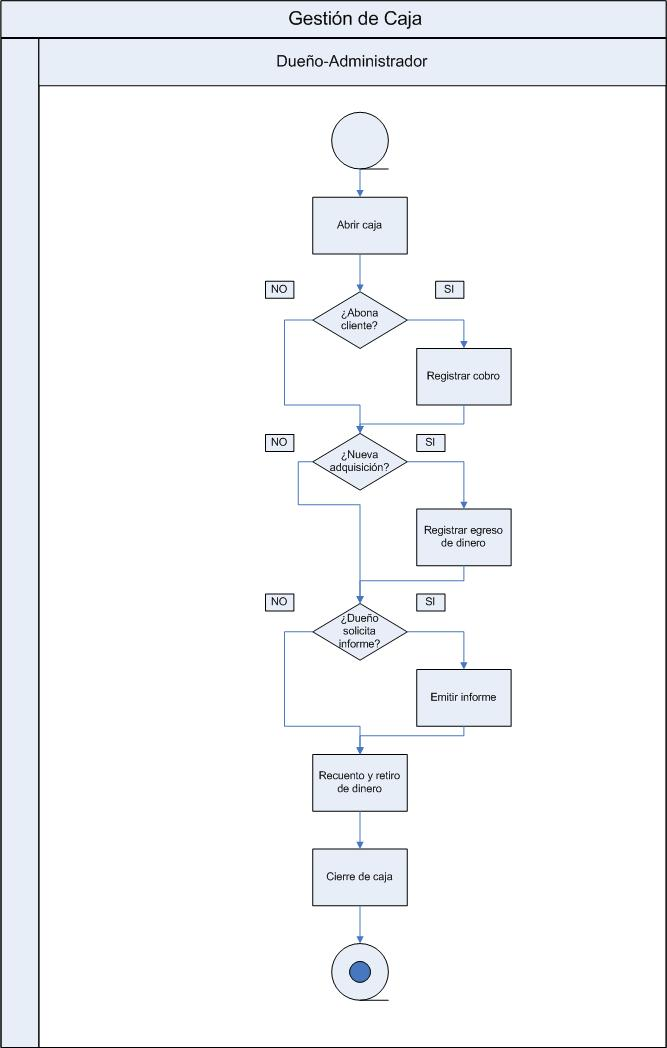 Gestión de Caja
Dueño-Administrador
Abrir caja
NO
SI
¿Abona
cliente?
Registrar cobro
NO
SI
¿Nueva
adquisición?
Registrar egreso
de dinero
NO
SI
¿Dueño
solicita
informe?
Emitir informe
Recuento y retiro
de dinero
Cierre de caja